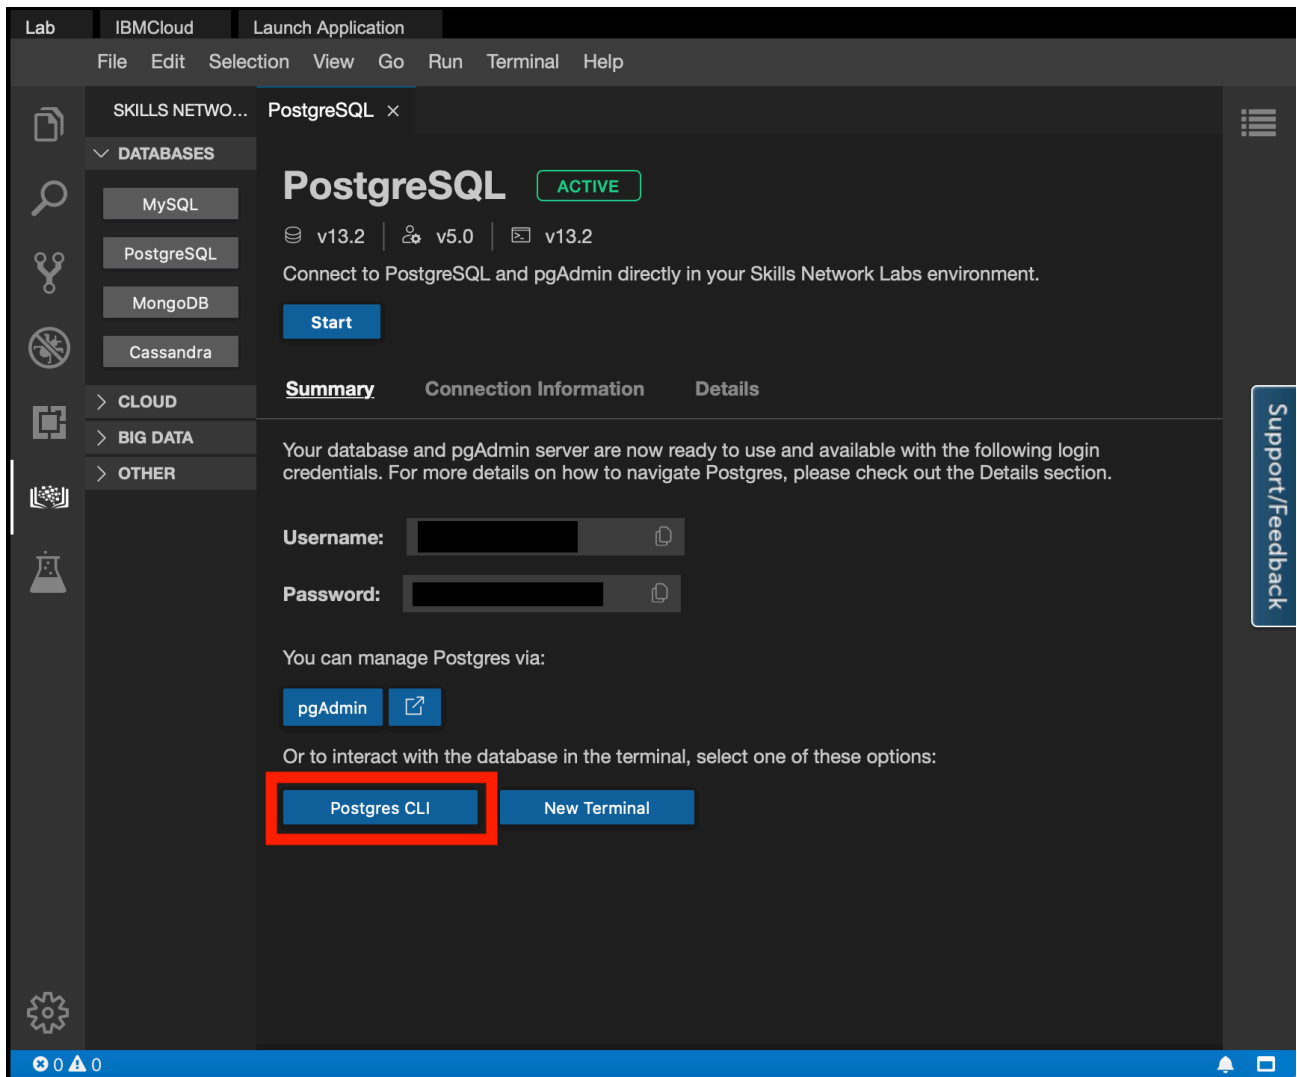 Lab IBMCloud Launch Application
File Edit Selection View Go Run Terminal Help
SKILLS NETWO... PostgreSQL ×
DATABASES
MySQL
PostgreSQL
MongoDB
Cassandra
CLOUD
BIG DATA
OTHER
PostgreSQL ACTIVE
v13.2 v5.0 v13.2
Connect to PostgreSQL and pgAdmin directly in your Skills Network Labs environment.
Start
Summary Connection Information Details
Your database and pgAdmin server are now ready to use and available with the following login
credentials. For more details on how to navigate Postgres, please check out the Details section.
Username:
Password:
You can manage Postgres via:
pgAdmin
Or to interact with the database in the terminal, select one of these options:
Postgres CLI New Terminal
Support/Feedback
0 0